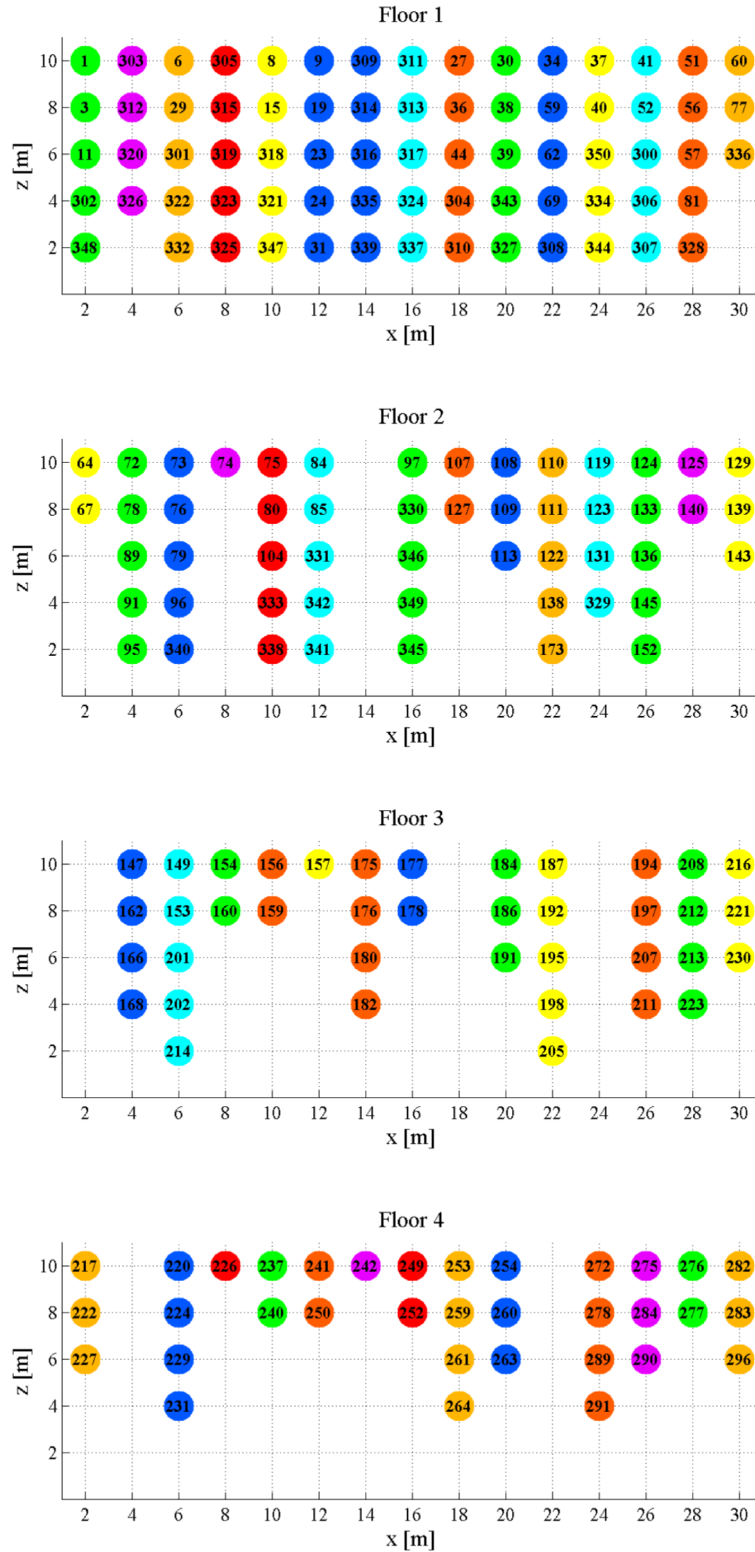 Floor 1
10 1 303 6 305 8 9 309 311 27 30 34 37 41 51 60
8 3 312 29 315 15 19 314 313 36 38 59 40 52 56 77
z [m]
6 11 320 301 319 318 23 316 317 44 39 62 350 300 57 336
4 302 326 322 323 321 24 335 324 304 343 69 334 306 81
2 348 332 325 347 31 339 337 310 327 308 344 307 328
2 4 6 8 10 12 14 16 18 20 22 24 26 28 30
x [m]
Floor 2
10 64 72 73 74 75 84 97 107 108 110 119 124 125 129
8 67 78 76 80 85 330 127 109 111 123 133 140 139
z [m]
6 89 79 104 331 346 113 122 131 136 143
4 91 96 333 342 349 138 329 145
2 95 340 338 341 345 173 152
2 4 6 8 10 12 14 16 18 20 22 24 26 28 30
x [m]
Floor 3
10 147 149 154 156 157 175 177 184 187 194 208 216
8 162 153 160 159 176 178 186 192 197 212 221
z [m]
6 166 201 180 191 195 207 213 230
4 168 202 182 198 211 223
2 214 205
2 4 6 8 10 12 14 16 18 20 22 24 26 28 30
x [m]
Floor 4
10 217 220 226 237 241 242 249 253 254 272 275 276 282
8 222 224 240 250 252 259 260 278 284 277 283
z [m]
6 227 229 261 263 289 290 296
4 231 264 291
2
2 4 6 8 10 12 14 16 18 20 22 24 26 28 30
x [m]